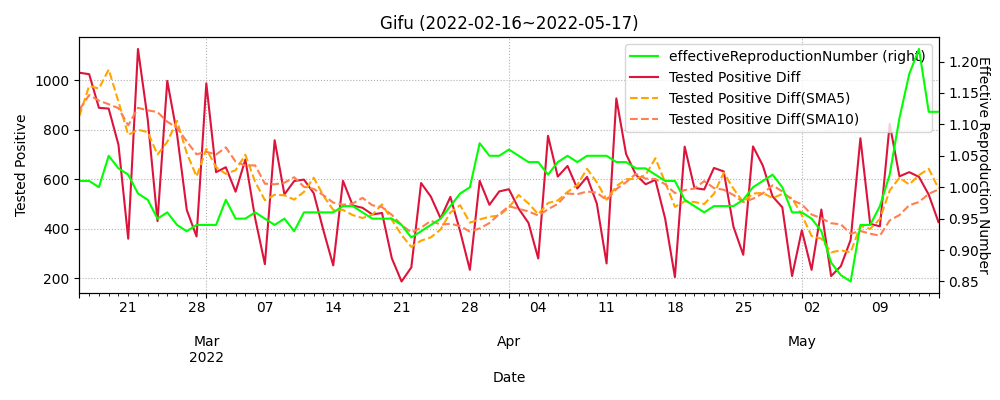 Gifu (2022-02-16~2022-05-17)
effectiveReproductionNumber (right)
Tested Positive Diff
Tested Positive Diff(SMA5)
Tested Positive Diff(SMA10)
Tested Positive
1000
800
600
400
200
1.20
1.15
1.10
1.05
1.00
0.95
0.90
0.85
Effective Reproduction Number
21 28 07 14 21 28 04 11 18 25 02 09
Mar Apr May
2022
Date